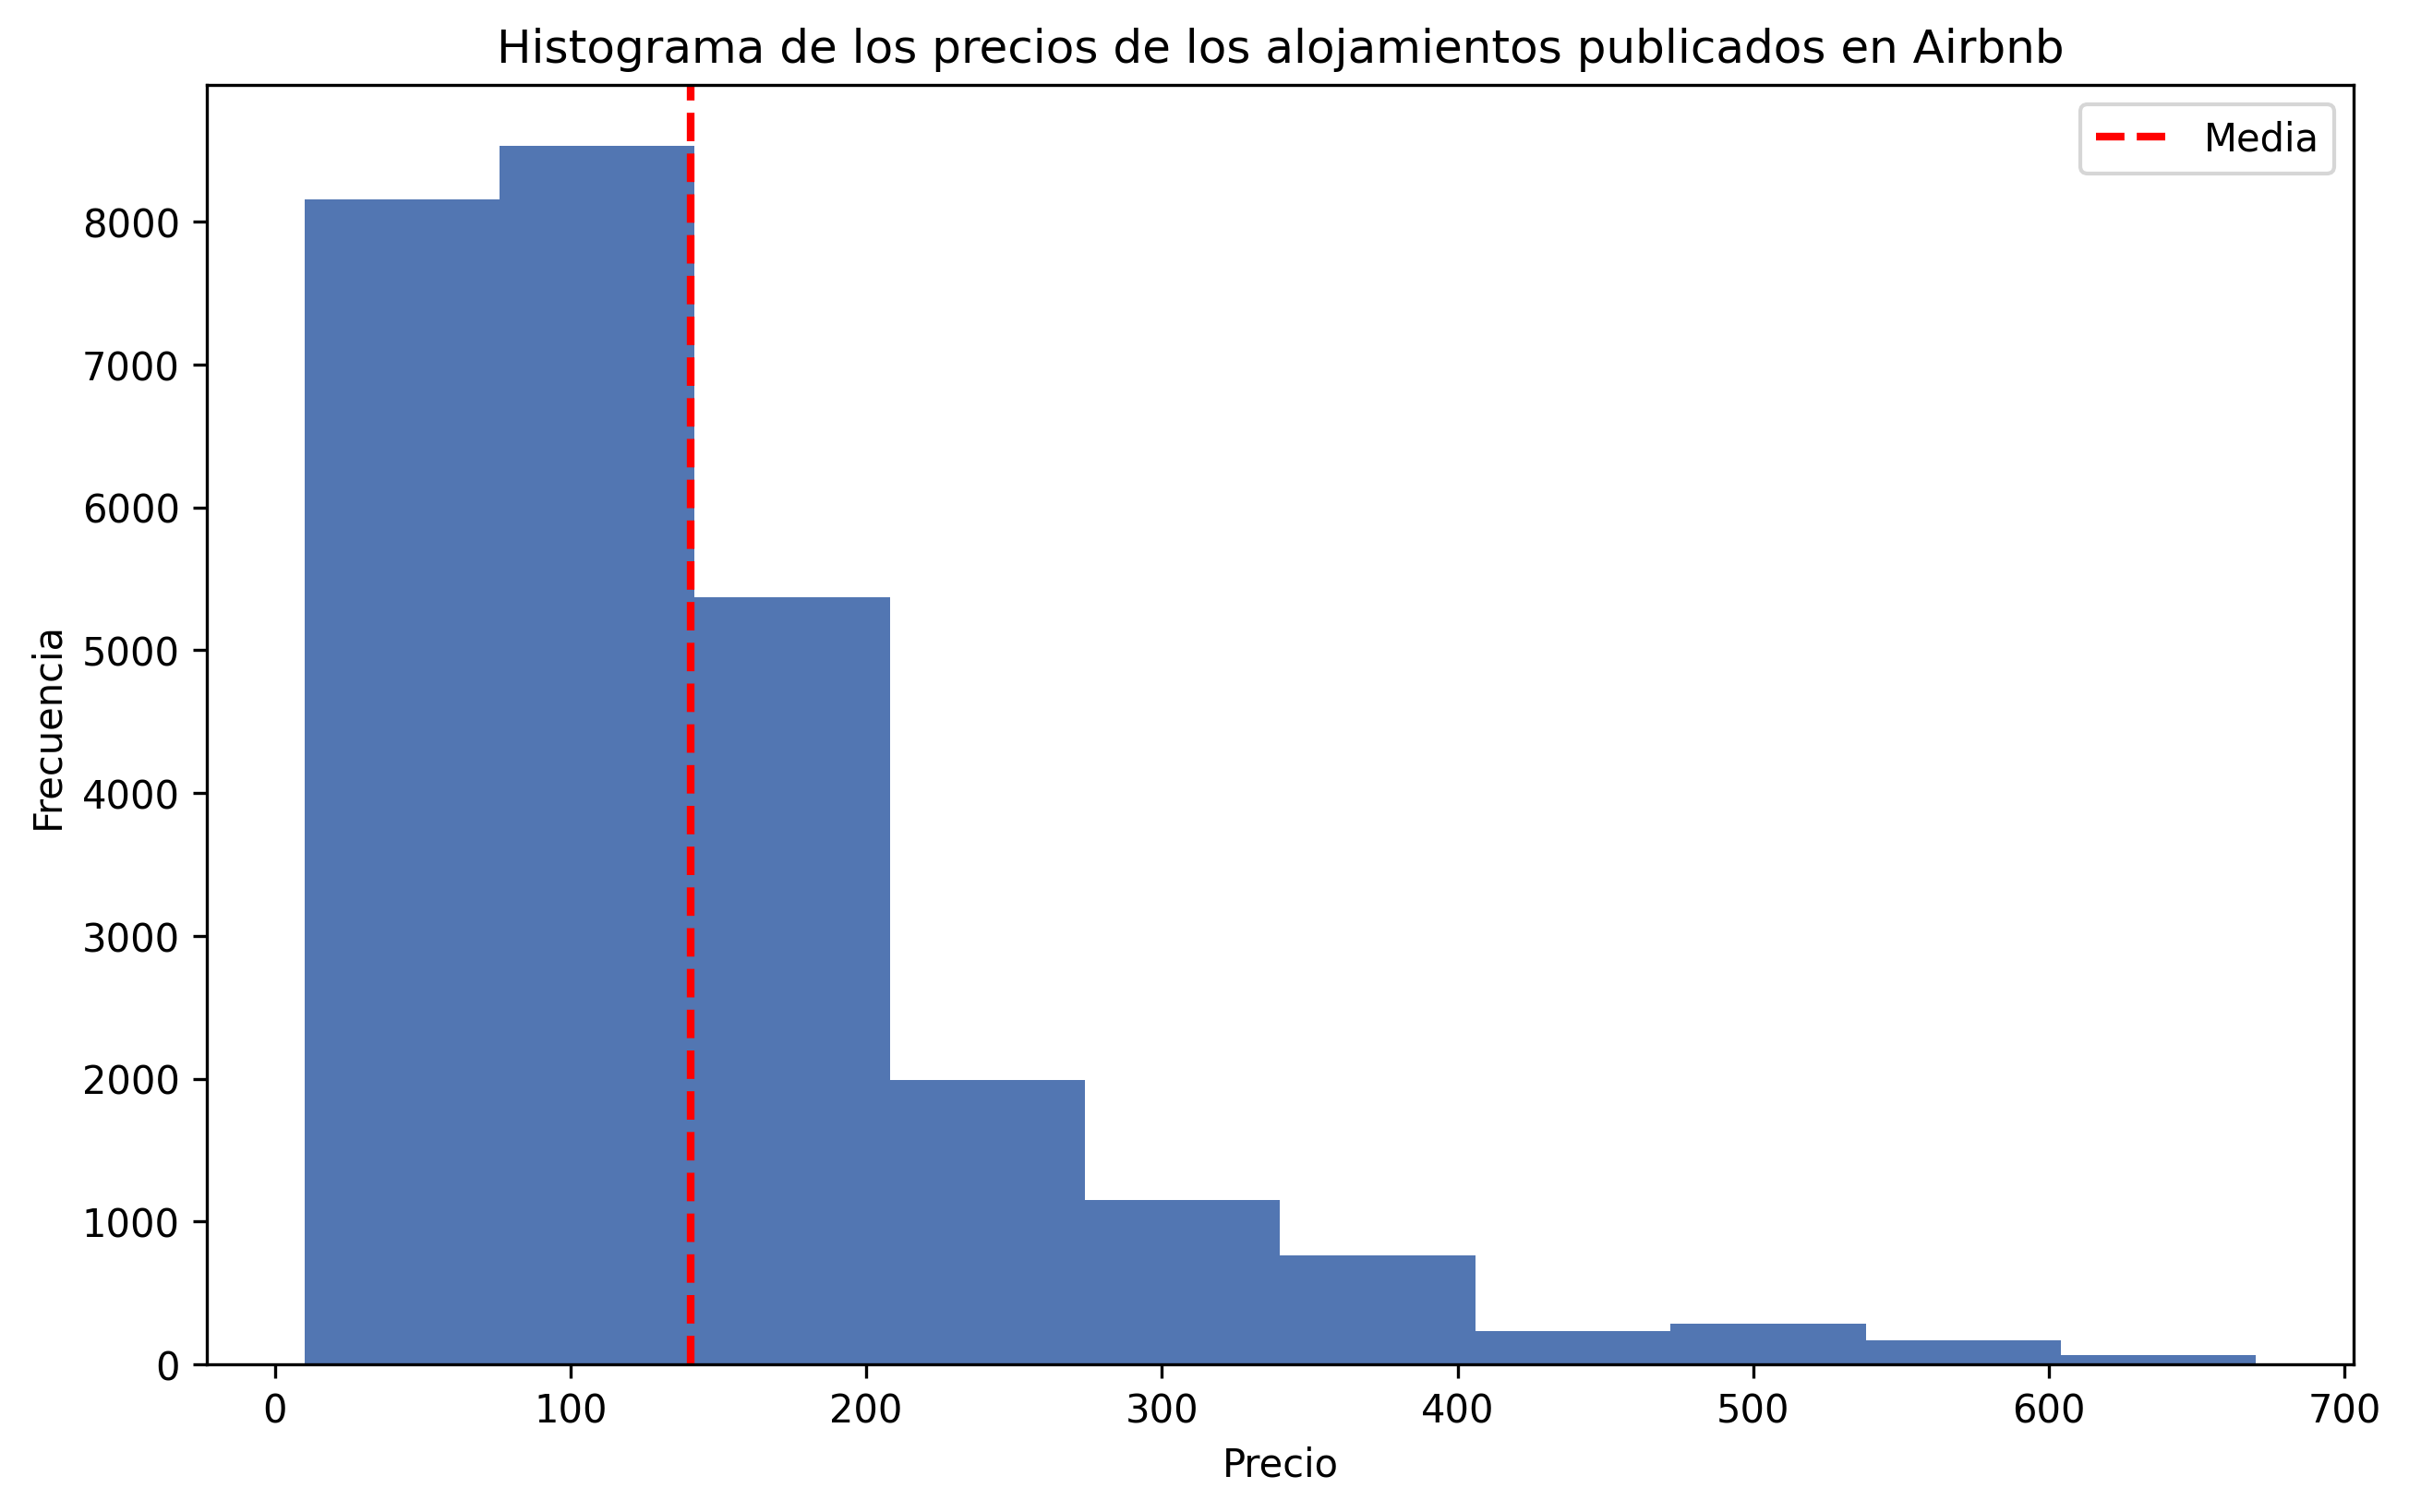 Histograma de los precios de los alojamientos publicados en Airbnb
Media
Frecuencia
8000
7000
6000
5000
4000
3000
2000
1000
0
0 100 200 300 400 500 600 700
Precio